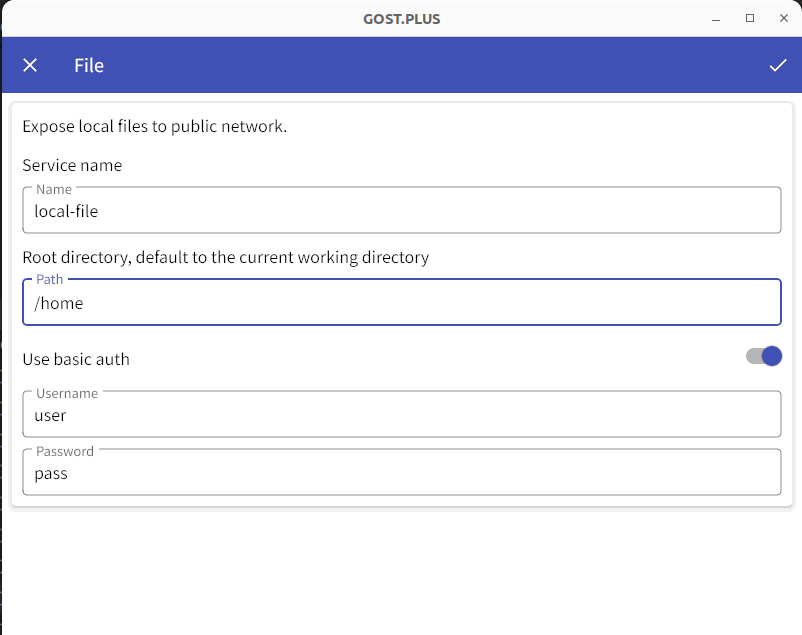 GOST.PLUS
File
Expose local files to public network.
Service name
Name
local-file
Root directory, default to the current working directory
Path
/home
Use basic auth
Username
user
Password
pass